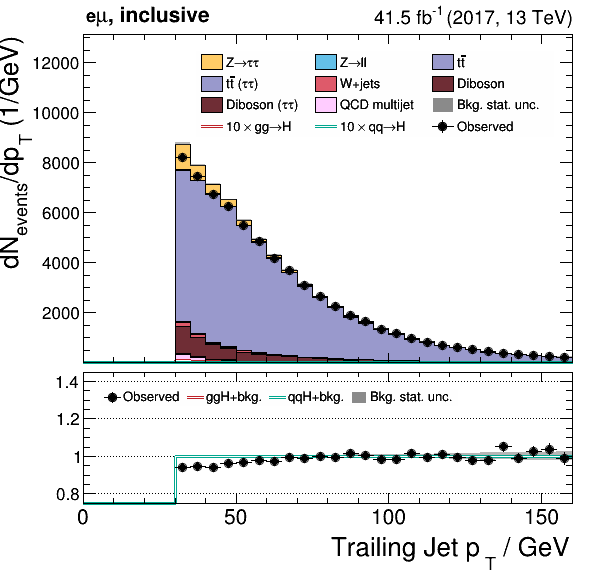 eμ, inclusive 41.5 fb⁻¹ (2017, 13 TeV)
dN_events/dp_T (1/GeV)
12000
10000
8000
6000
4000
2000
Z→ττ Z→ll tt̄
tt̄ (ττ) W+jets Diboson
Diboson (ττ) QCD multijet Bkg. stat. unc.
10 × gg→H 10 × qq→H Observed
1.4
1.2
1
0.8
Observed ggH+bkg. qqH+bkg. Bkg. stat. unc.
0 50 100 150
Trailing Jet p_T / GeV